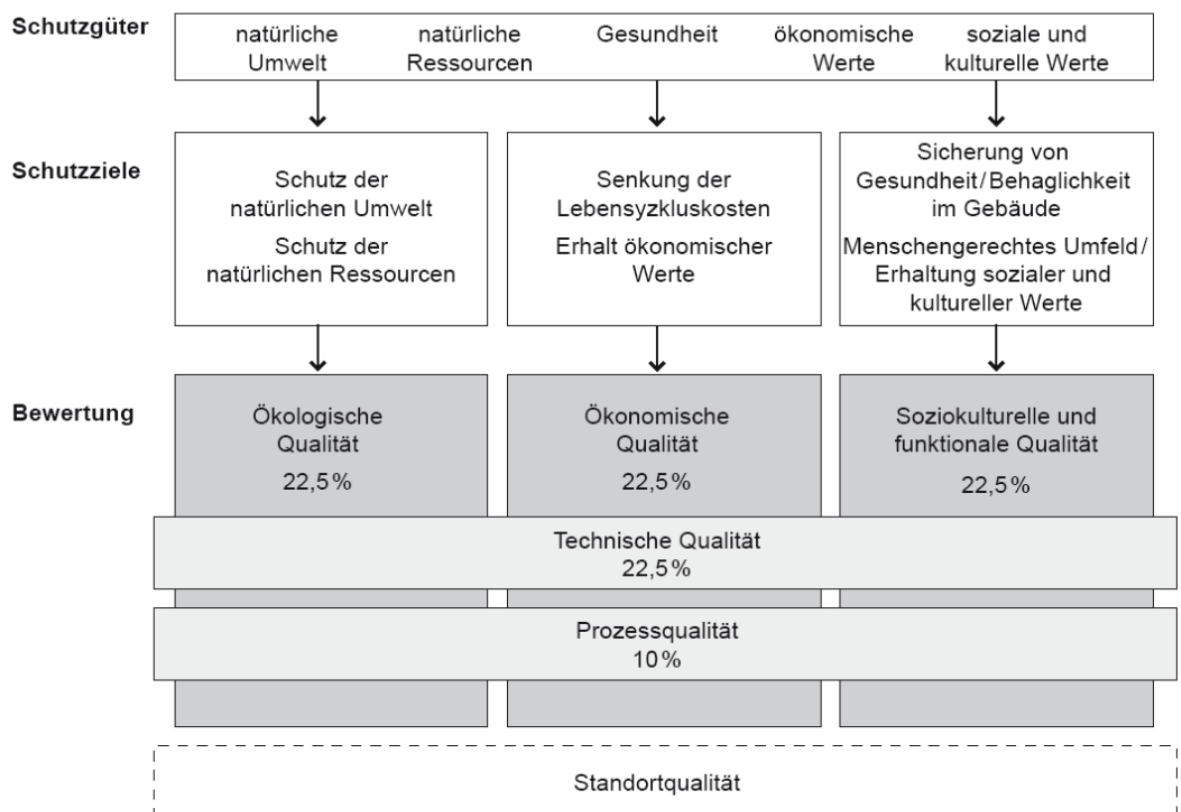 Schutzgüter
natürliche
Umwelt
natürliche
Ressourcen
Gesundheit
ökonomische
Werte
soziale und
kulturelle Werte
Schutzziele
Schutz der
natürlichen Umwelt
Schutz der
natürlichen Ressourcen
Senkung der
Lebensyzkluskosten
Erhalt ökonomischer
Werte
Sicherung von
Gesundheit/Behaglichkeit
im Gebäude
Menschengerechtes Umfeld/
Erhaltung sozialer und
kultureller Werte
Bewertung
Ökologische
Qualität
22,5%
Ökonomische
Qualität
22,5%
Soziokulturelle und
funktionale Qualität
22,5%
Technische Qualität
22,5%
Prozessqualität
10%
Standortqualität